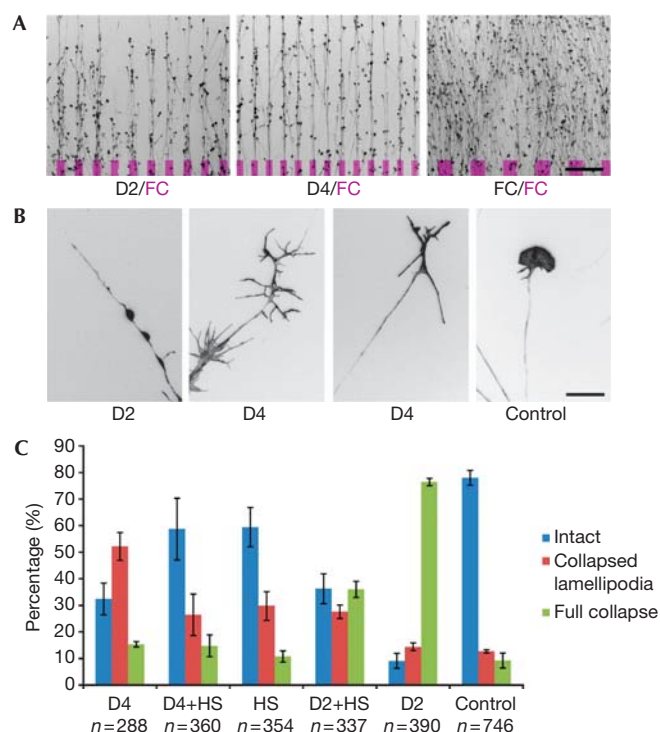 A
D2/FC D4/FC FC/FC
B
D2 D4 D4 Control
C
Percentage (%)
90
80
70
60
50
40
30
20
10
0
D4 D4+HS HS D2+HS D2 Control
n=288 n=360 n=354 n=337 n=390 n=746
Intact
Collapsed
lamellipodia
Full collapse